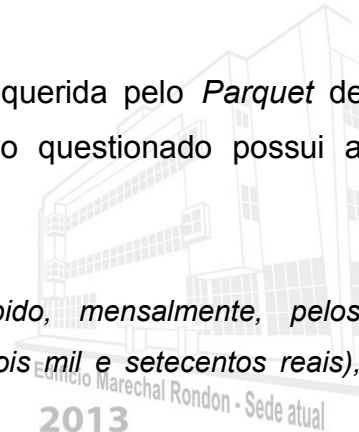 querida pelo Parquet de
o questionado possui a
bido, mensalmente, pelos
ois mil e setecentos reais),
Edifício Marechal Rondon - Sede atual
2013